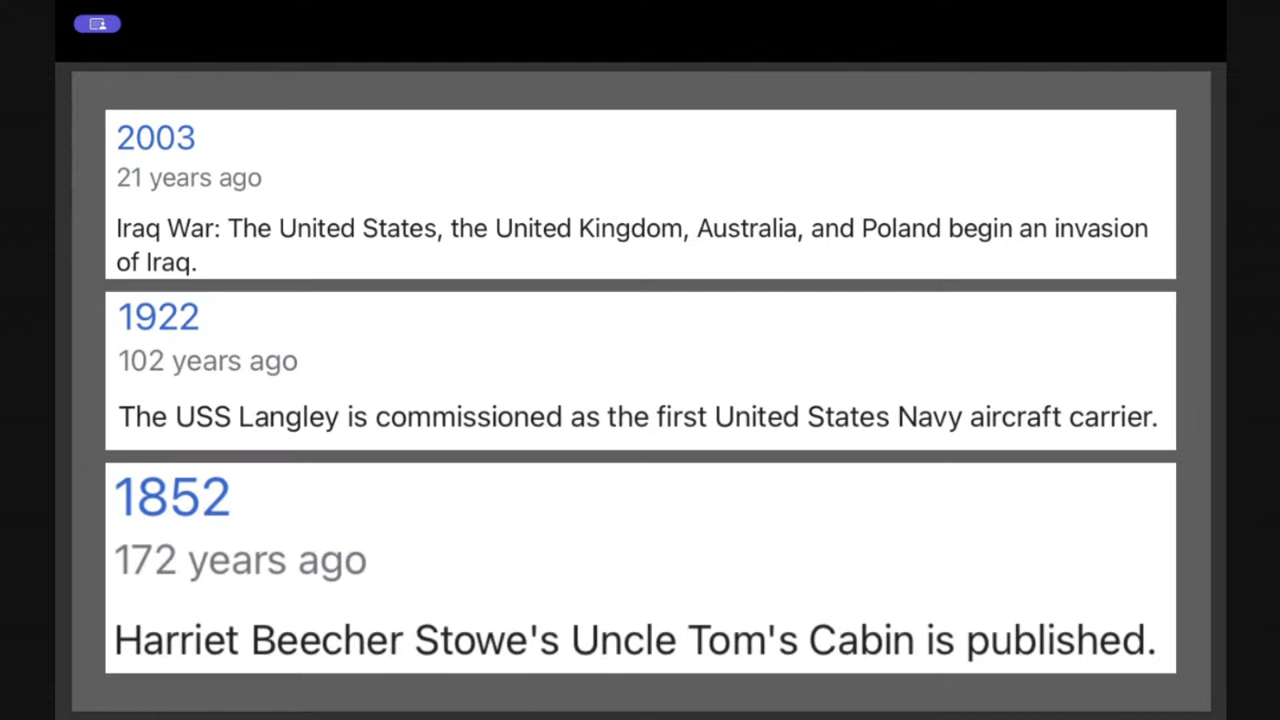 2003
21 years ago
Iraq War: The United States, the United Kingdom, Australia, and Poland begin an invasion
of Iraq.
1922
102 years ago
The USS Langley is commissioned as the first United States Navy aircraft carrier.
1852
172 years ago
Harriet Beecher Stowe's Uncle Tom's Cabin is published.